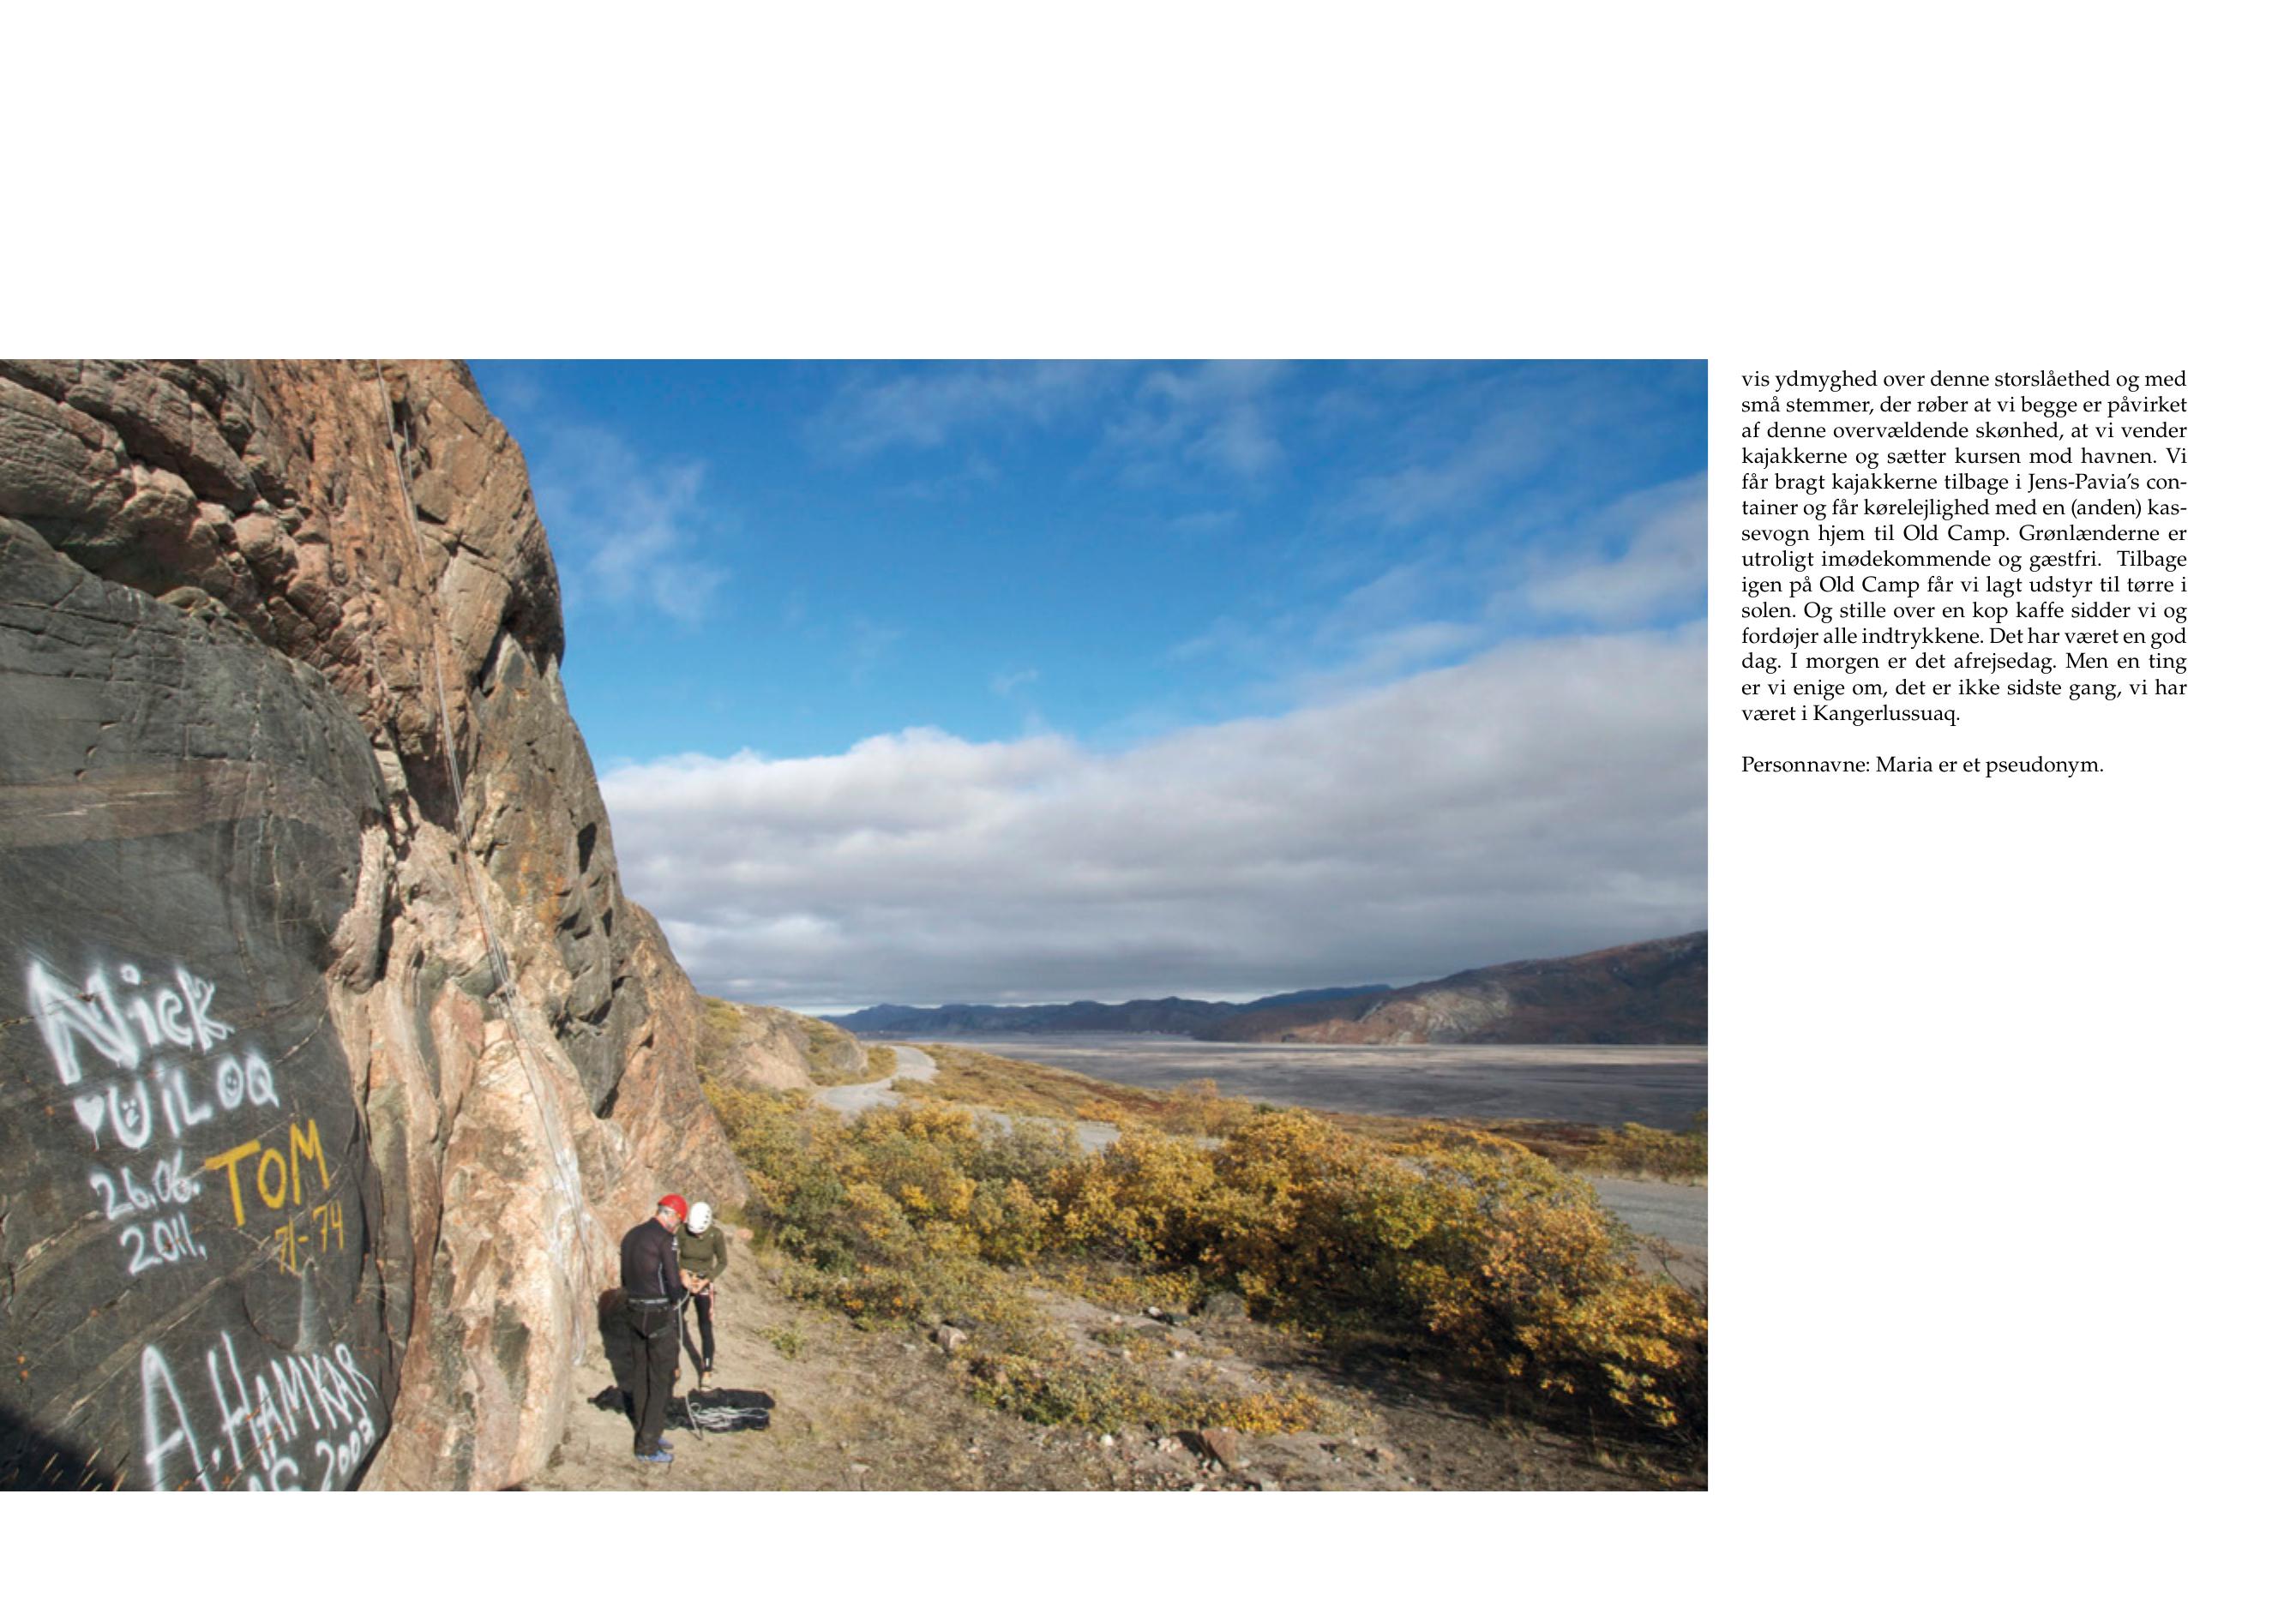 Nick
♥UiLOQ
26.06.
2011.
TOM
71-74
A.HAMKAR
vis ydmyghed over denne storslåethed og med
små stemmer, der røber at vi begge er påvirket
af denne overvældende skønhed, at vi vender
kajakkerne og sætter kursen mod havnen. Vi
får bragt kajakkerne tilbage i Jens-Pavia’s con-
tainer og får kørelejlighed med en (anden) kas-
sevogn hjem til Old Camp. Grønlænderne er
utroligt imødekommende og gæstfri.  Tilbage
igen på Old Camp får vi lagt udstyr til tørre i
solen. Og stille over en kop kaffe sidder vi og
fordøjer alle indtrykkene. Det har været en god
dag. I morgen er det afrejsedag. Men en ting
er vi enige om, det er ikke sidste gang, vi har
været i Kangerlussuaq.
Personnavne: Maria er et pseudonym.